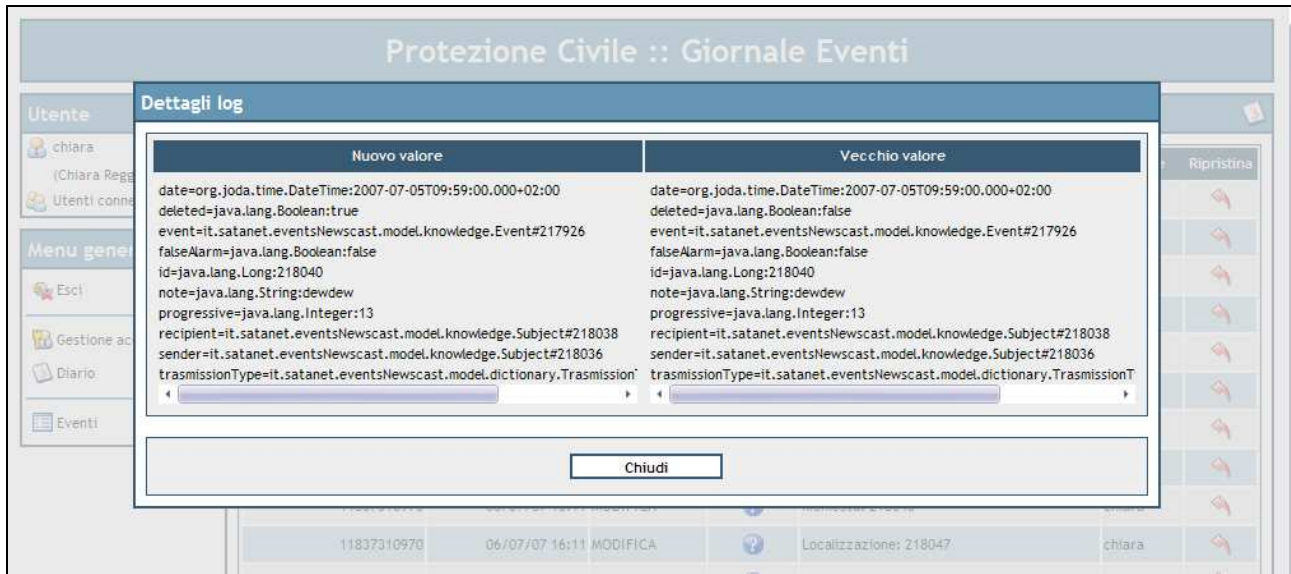 Protezione Civile :: Giornale Eventi
Utente
chiara
(Chiara Regg
Utenti conne
Menu gener
Esci
Gestione ac
Diario
Eventi
Dettagli log
Nuovo valore
date=org.joda.time.DateTime:2007-07-05T09:59:00.000+02:00
deleted=java.lang.Boolean:true
event=it.satanet.eventsNewscast.model.knowledge.Event#217926
falseAlarm=java.lang.Boolean:false
id=java.lang.Long:218040
note=java.lang.String:dewdew
progressive=java.lang.Integer:13
recipient=it.satanet.eventsNewscast.model.knowledge.Subject#218038
sender=it.satanet.eventsNewscast.model.knowledge.Subject#218036
trasmissionType=it.satanet.eventsNewscast.model.dictionary.Trasmission
Vecchio valore
date=org.joda.time.DateTime:2007-07-05T09:59:00.000+02:00
deleted=java.lang.Boolean:false
event=it.satanet.eventsNewscast.model.knowledge.Event#217926
falseAlarm=java.lang.Boolean:false
id=java.lang.Long:218040
note=java.lang.String:dewdew
progressive=java.lang.Integer:13
recipient=it.satanet.eventsNewscast.model.knowledge.Subject#218038
sender=it.satanet.eventsNewscast.model.knowledge.Subject#218036
trasmissionType=it.satanet.eventsNewscast.model.dictionary.TrasmissionT
Chiudi
Ripristina
11837310970 06/07/07 16:11 MODIFICA Localizzazione: 218047 chiara